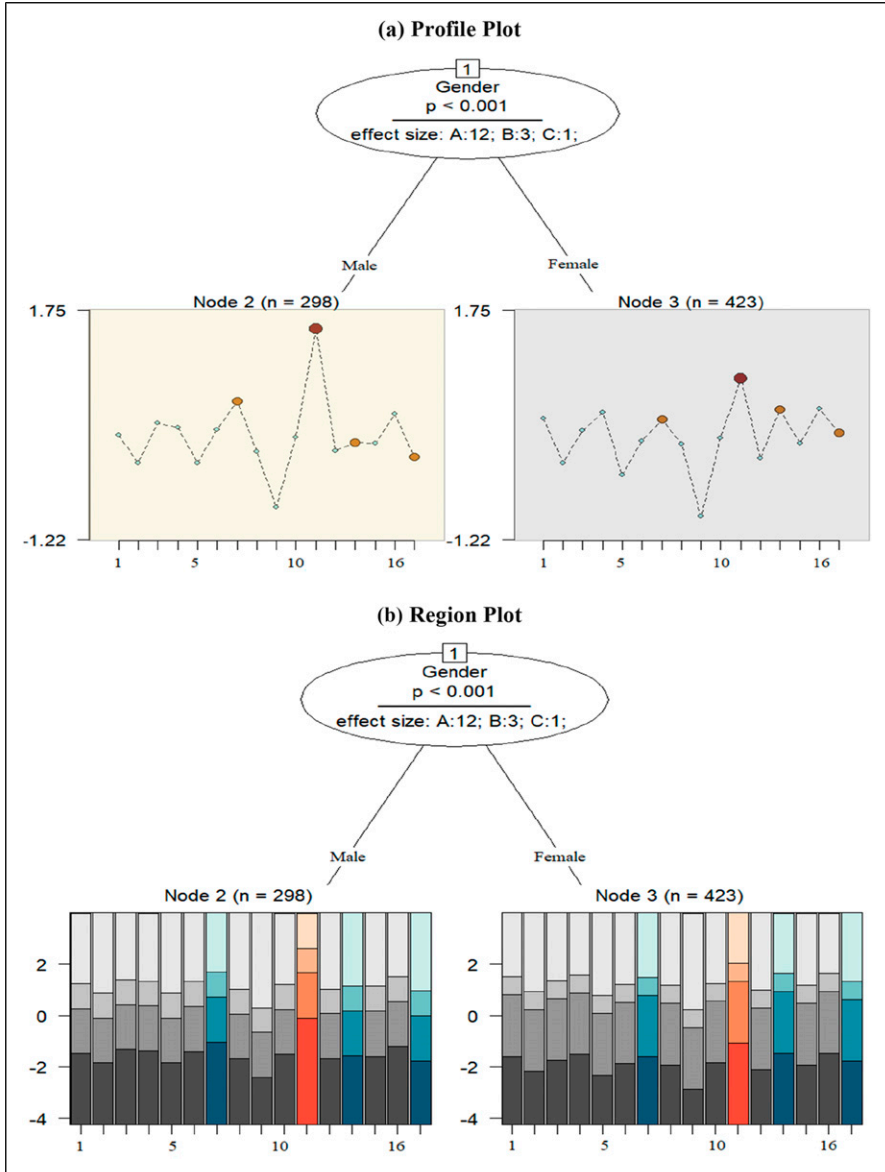 (a) Profile Plot
1
Gender
p < 0.001
effect size: A:12; B:3; C:1;
Male
Female
Node 2 (n = 298)
Node 3 (n = 423)
1.75
-1.22
1.75
-1.22
1 5 10 16
1 5 10 16
(b) Region Plot
1
Gender
p < 0.001
effect size: A:12; B:3; C:1;
Male
Female
Node 2 (n = 298)
Node 3 (n = 423)
2
0
-2
-4
2
0
-2
-4
1 5 10 16
1 5 10 16